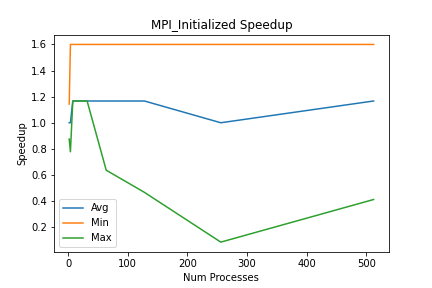 MPI_Initialized Speedup
1.6
1.4
1.2
1.0
0.8
0.6
0.4
0.2
Speedup
Avg
Min
Max
0 100 200 300 400 500
Num Processes